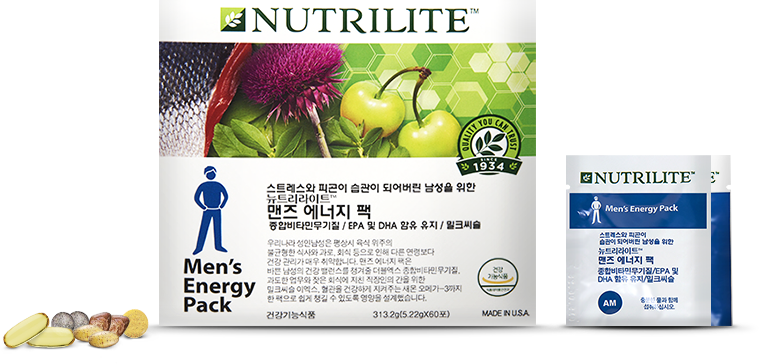 NUTRILITE™
QUALITY YOU CAN TRUST
SINCE
1934
스트레스와 피곤이 습관이 되어버린 남성을 위한
뉴트리라이트™
맨즈 에너지 팩
종합비타민무기질 / EPA 및 DHA 함유 유지 / 밀크씨슬
우리나라 성인남성은 평상시 육식 위주의
불균형한 식사와 과로, 회식 등으로 인해 다른 연령보다
건강 관리가 매우 취약합니다. 맨즈 에너지 팩은
바쁜 남성의 건강 밸런스를 챙겨줄 더블엑스 종합비타민무기질,
과도한 업무와 잦은 회식에 지친 직장인의 간을 위한
밀크씨슬 이엑스, 혈관을 건강하게 지켜주는 새몬 오메가-3까지
한 팩으로 쉽게 챙길 수 있도록 영양을 설계했습니다.
Men's
Energy
Pack
건강
기능식품
건강기능식품
313.2g(5.22gX60포)
MADE IN U.S.A.
NUTRILITE™
Men's Energy Pack
스트레스와 피곤이
습관이 되어버린 남성을 위한
뉴트리라이트™
맨즈 에너지 팩
종합비타민무기질/EPA 및
DHA 함유 유지/밀크씨슬
AM